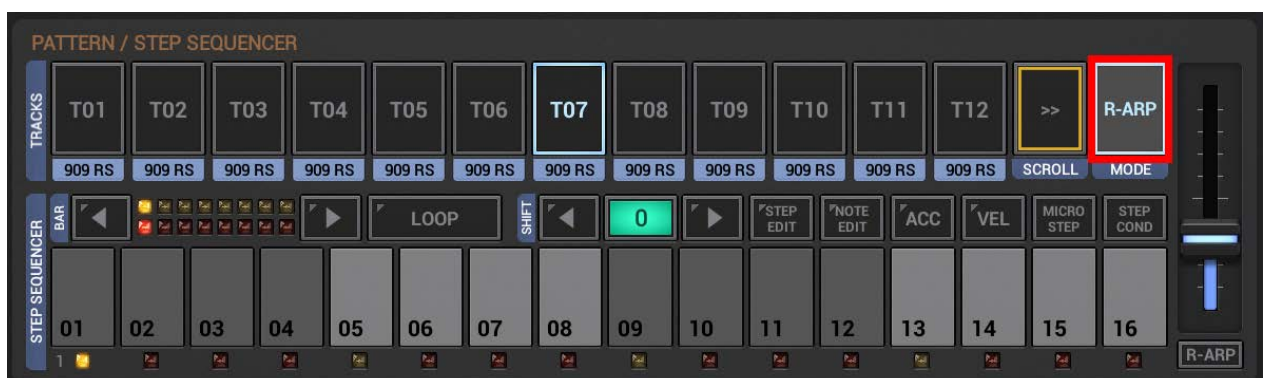 PATTERN / STEP SEQUENCER
TRACKS
T01 T02 T03 T04 T05 T06 T07 T08 T09 T10 T11 T12 >> R-ARP
909 RS 909 RS 909 RS 909 RS 909 RS 909 RS 909 RS 909 RS 909 RS 909 RS 909 RS 909 RS SCROLL MODE
STEP SEQUENCER
BAR LOOP SHIFT 0 STEP EDIT NOTE EDIT ACC VEL MICRO STEP STEP COND
01 02 03 04 05 06 07 08 09 10 11 12 13 14 15 16
1 R-ARP